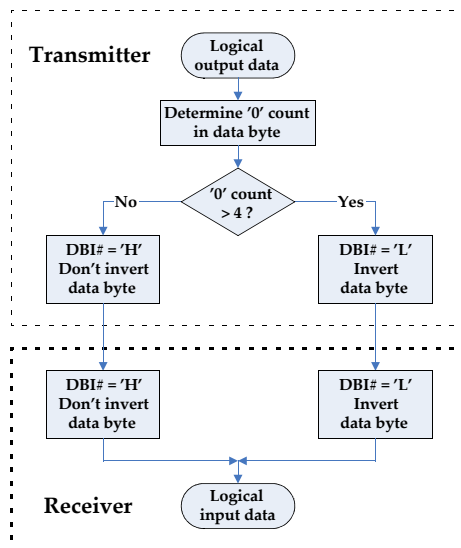 Transmitter
Logical
output data
Determine '0' count
in data byte
'0' count
> 4 ?
No
Yes
DBI# = 'H'
Don't invert
data byte
DBI# = 'L'
Invert
data byte
DBI# = 'H'
Don't invert
data byte
DBI# = 'L'
Invert
data byte
Receiver
Logical
input data